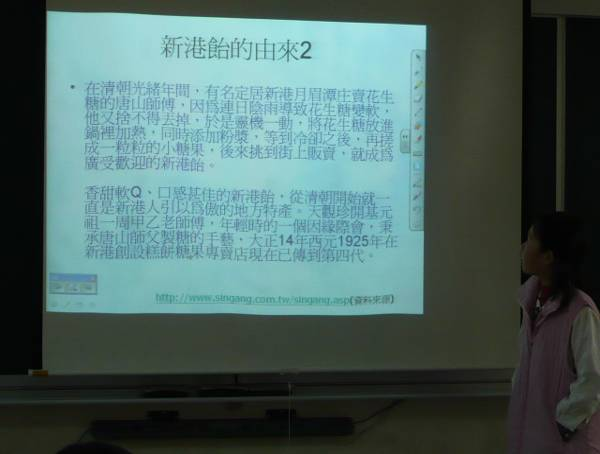 新港飴的由來2
• 在清朝光緒年間，有名定居新港月眉潭庄賣花生
糖的唐山師傅，因為連日陰雨導致花生糖變軟，
他又捨不得丟掉，於是靈機一動，將花生糖放進
鍋裡加熱，同時添加粉漿，等到冷卻之後，再搓
成一粒粒的小糖果，後來挑到街上販賣，就成為
廣受歡迎的新港飴。
香甜軟Q、口感甚佳的新港飴，從清朝開始就一
直是新港人引以為傲的地方特產。天觀珍開基元
祖一周甲乙老師傅，年輕時的一個因緣際會，秉
承唐山師父製糖的手藝，大正14年西元1925年在
新港創設糕餅糖果專賣店現在已傳到第四代。
http://www.singang.com.tw/singang.asp(資料來源)